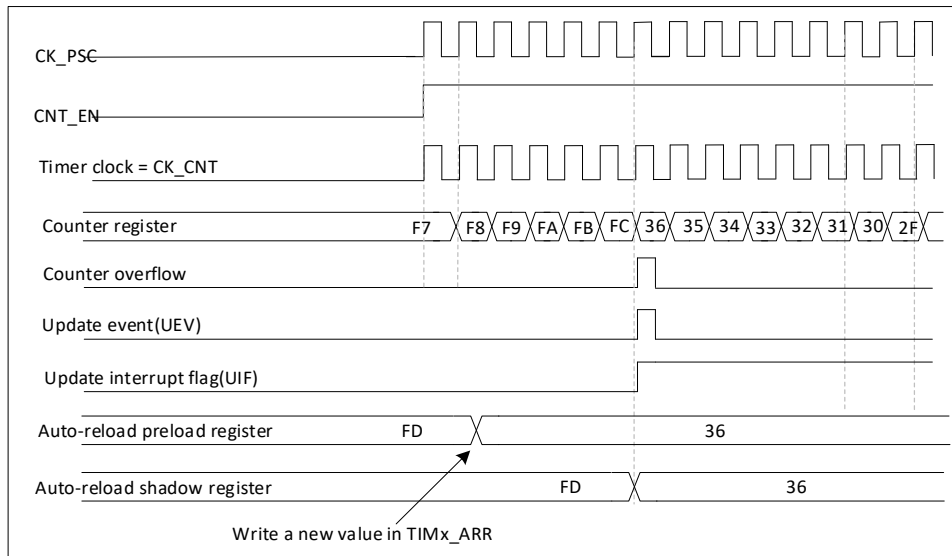 CK_PSC
CNT_EN
Timer clock = CK_CNT
Counter register F7 F8 F9 FA FB FC 36 35 34 33 32 31 30 2F
Counter overflow
Update event(UEV)
Update interrupt flag(UIF)
Auto-reload preload register FD 36
Auto-reload shadow register FD 36
Write a new value in TIMx_ARR